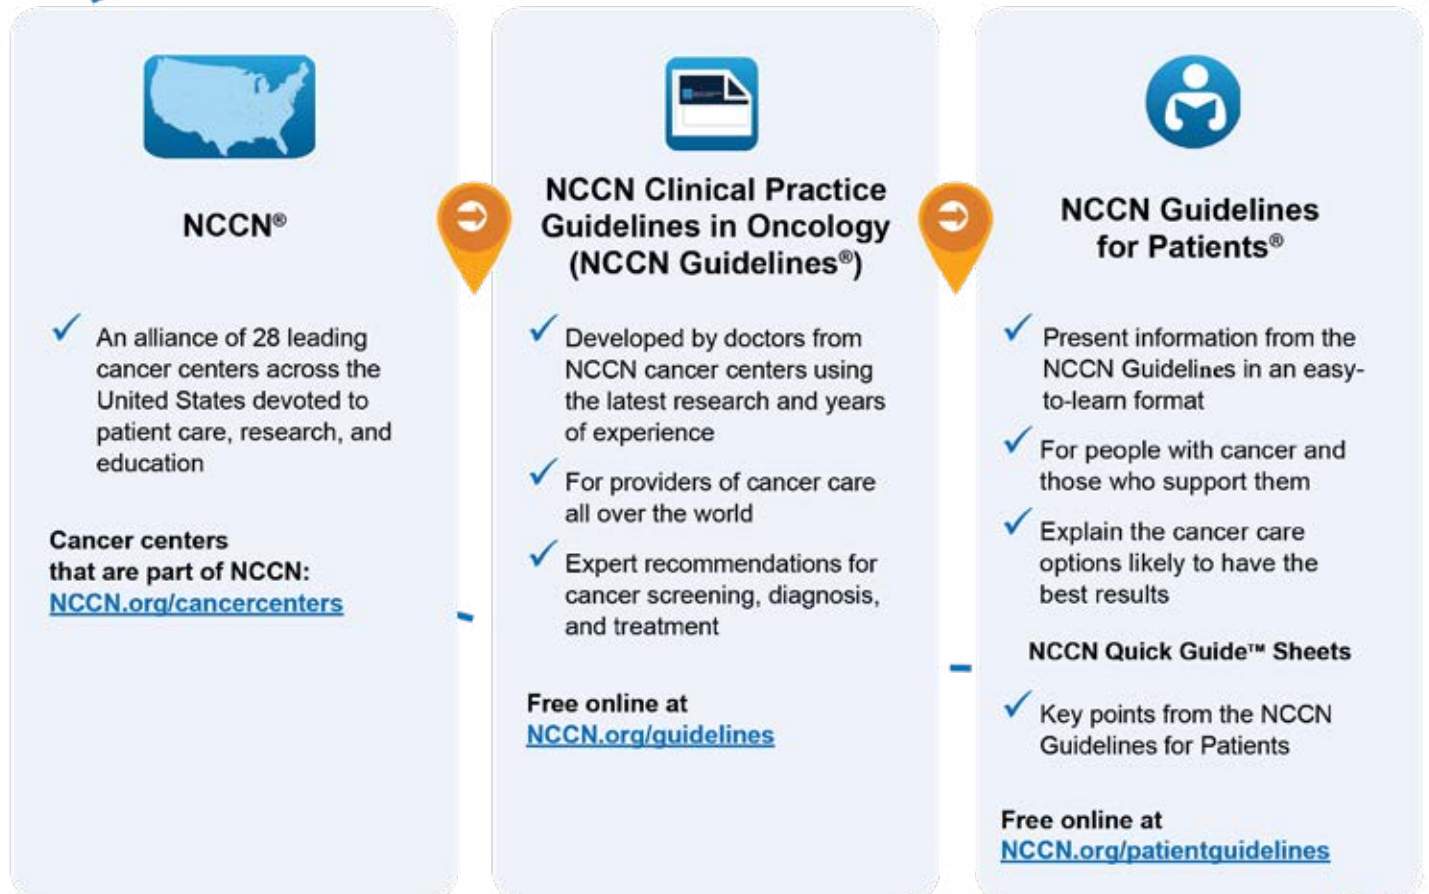 NCCN®
An alliance of 28 leading
cancer centers across the
United States devoted to
patient care, research, and
education
Cancer centers
that are part of NCCN:
NCCN.org/cancercenters
NCCN Clinical Practice
Guidelines in Oncology
(NCCN Guidelines®)
Developed by doctors from
NCCN cancer centers using
the latest research and years
of experience
For providers of cancer care
all over the world
Expert recommendations for
cancer screening, diagnosis,
and treatment
Free online at
NCCN.org/guidelines
NCCN Guidelines
for Patients®
Present information from the
NCCN Guidelines in an easy-
to-learn format
For people with cancer and
those who support them
Explain the cancer care
options likely to have the
best results
NCCN Quick Guide™ Sheets
Key points from the NCCN
Guidelines for Patients
Free online at
NCCN.org/patientguidelines